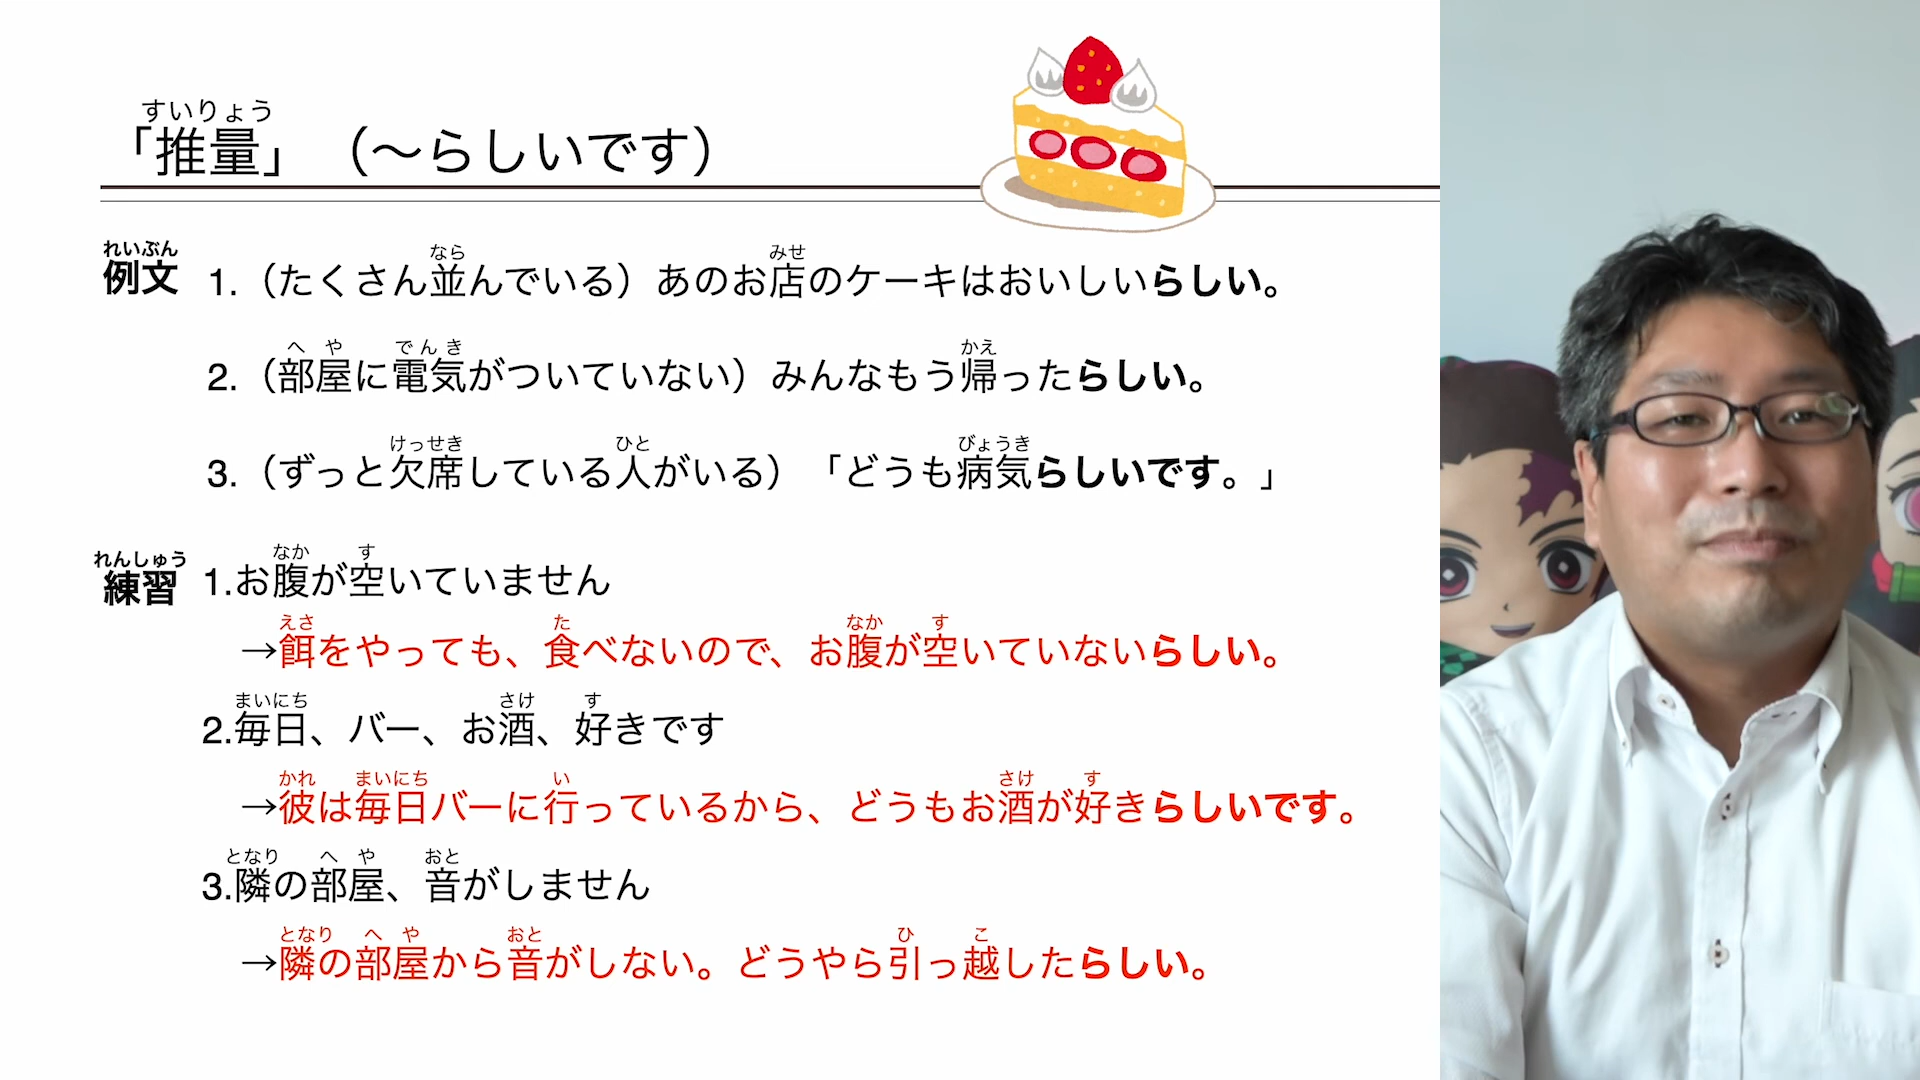 すいりょう
「推量」（～らしいです）
れいぶん なら みせ
例文 1.（たくさん並んでいる）あのお店のケーキはおいしいらしい。
へ や でんき かえ
2.（部屋に電気がついていない）みんなもう帰ったらしい。
けっせき ひと びょうき
3.（ずっと欠席している人がいる）「どうも病気らしいです。」
れんしゅう なか す
練習 1.お腹が空いていません
えさ た なか す
→餌をやっても、食べないので、お腹が空いていないらしい。
まいにち さけ す
2.毎日、バー、お酒、好きです
かれ まいにち い さけ す
→彼は毎日バーに行っているから、どうもお酒が好きらしいです。
となり へ や おと
3.隣の部屋、音がしません
となり へ や おと ひ こ
→隣の部屋から音がしない。どうやら引っ越したらしい。